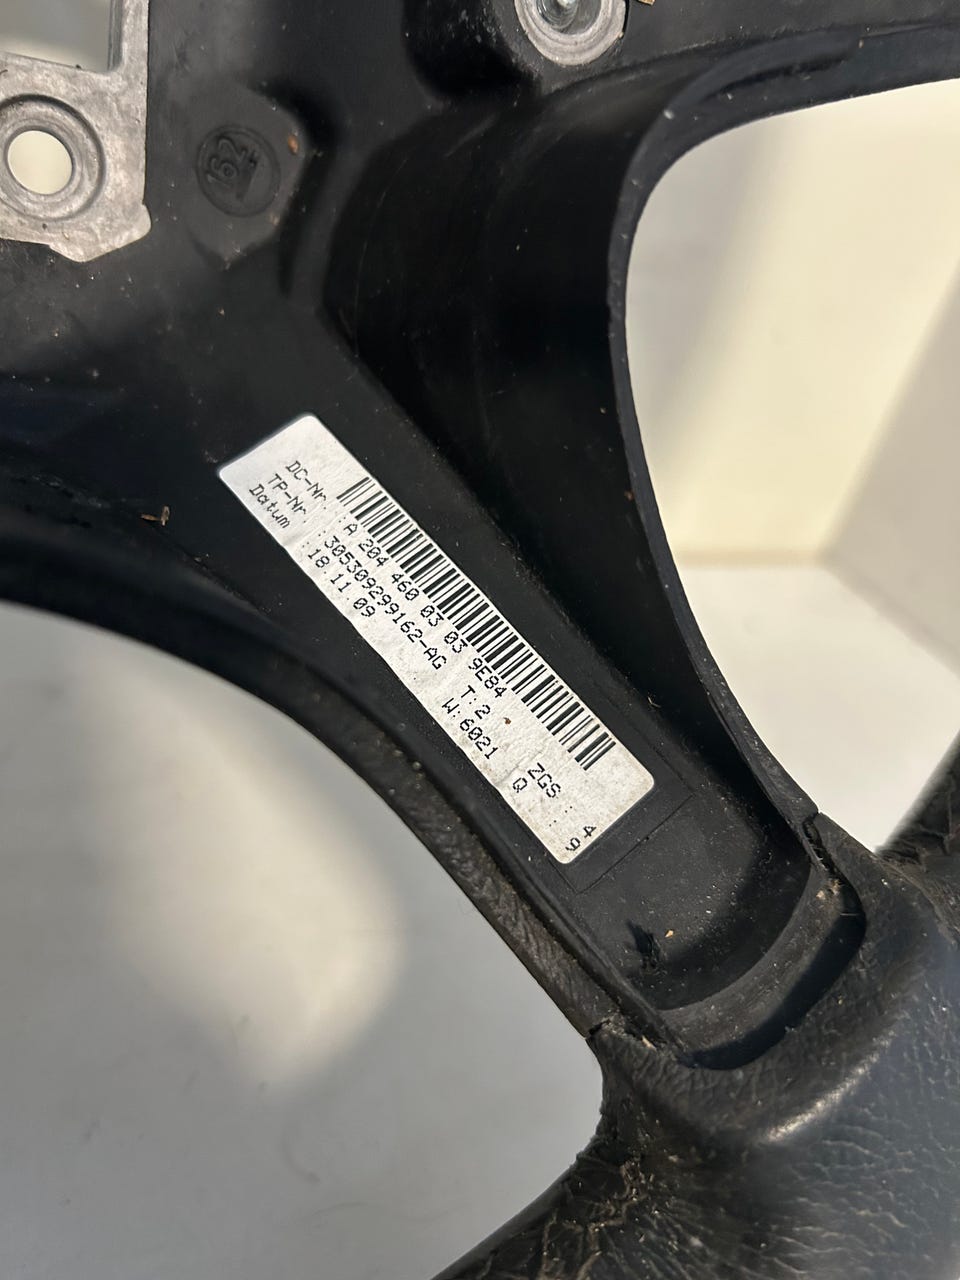 162
DC-Nr. : A 204 460 03 03 9E84 ZGS : 4
TP-Nr. : 305309299162-AG T:2 Q : 9
Datum : 18.11.09 W:6021